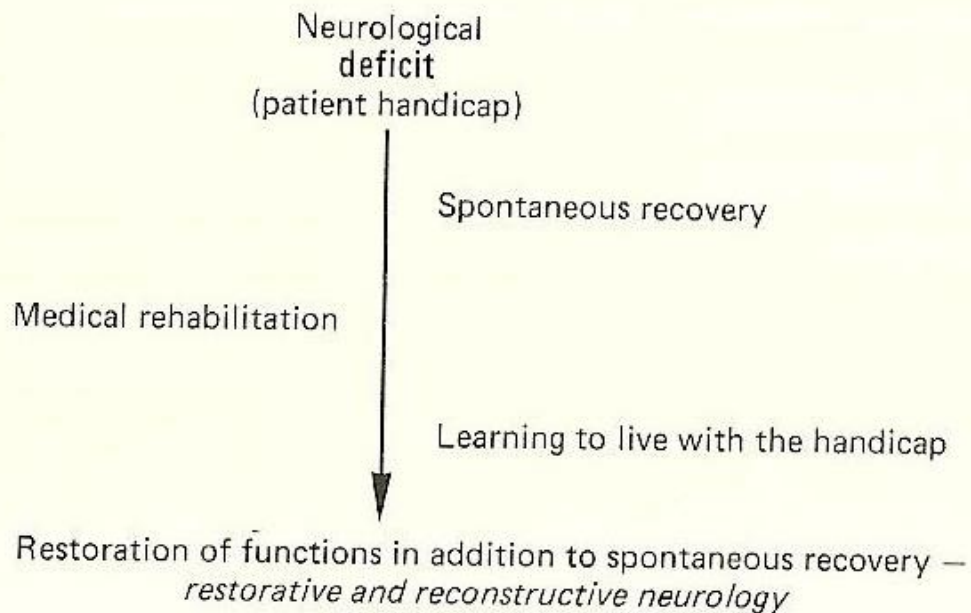 Neurological
deficit
(patient handicap)
Spontaneous recovery
Medical rehabilitation
Learning to live with the handicap
Restoration of functions in addition to spontaneous recovery –
restorative and reconstructive neurology